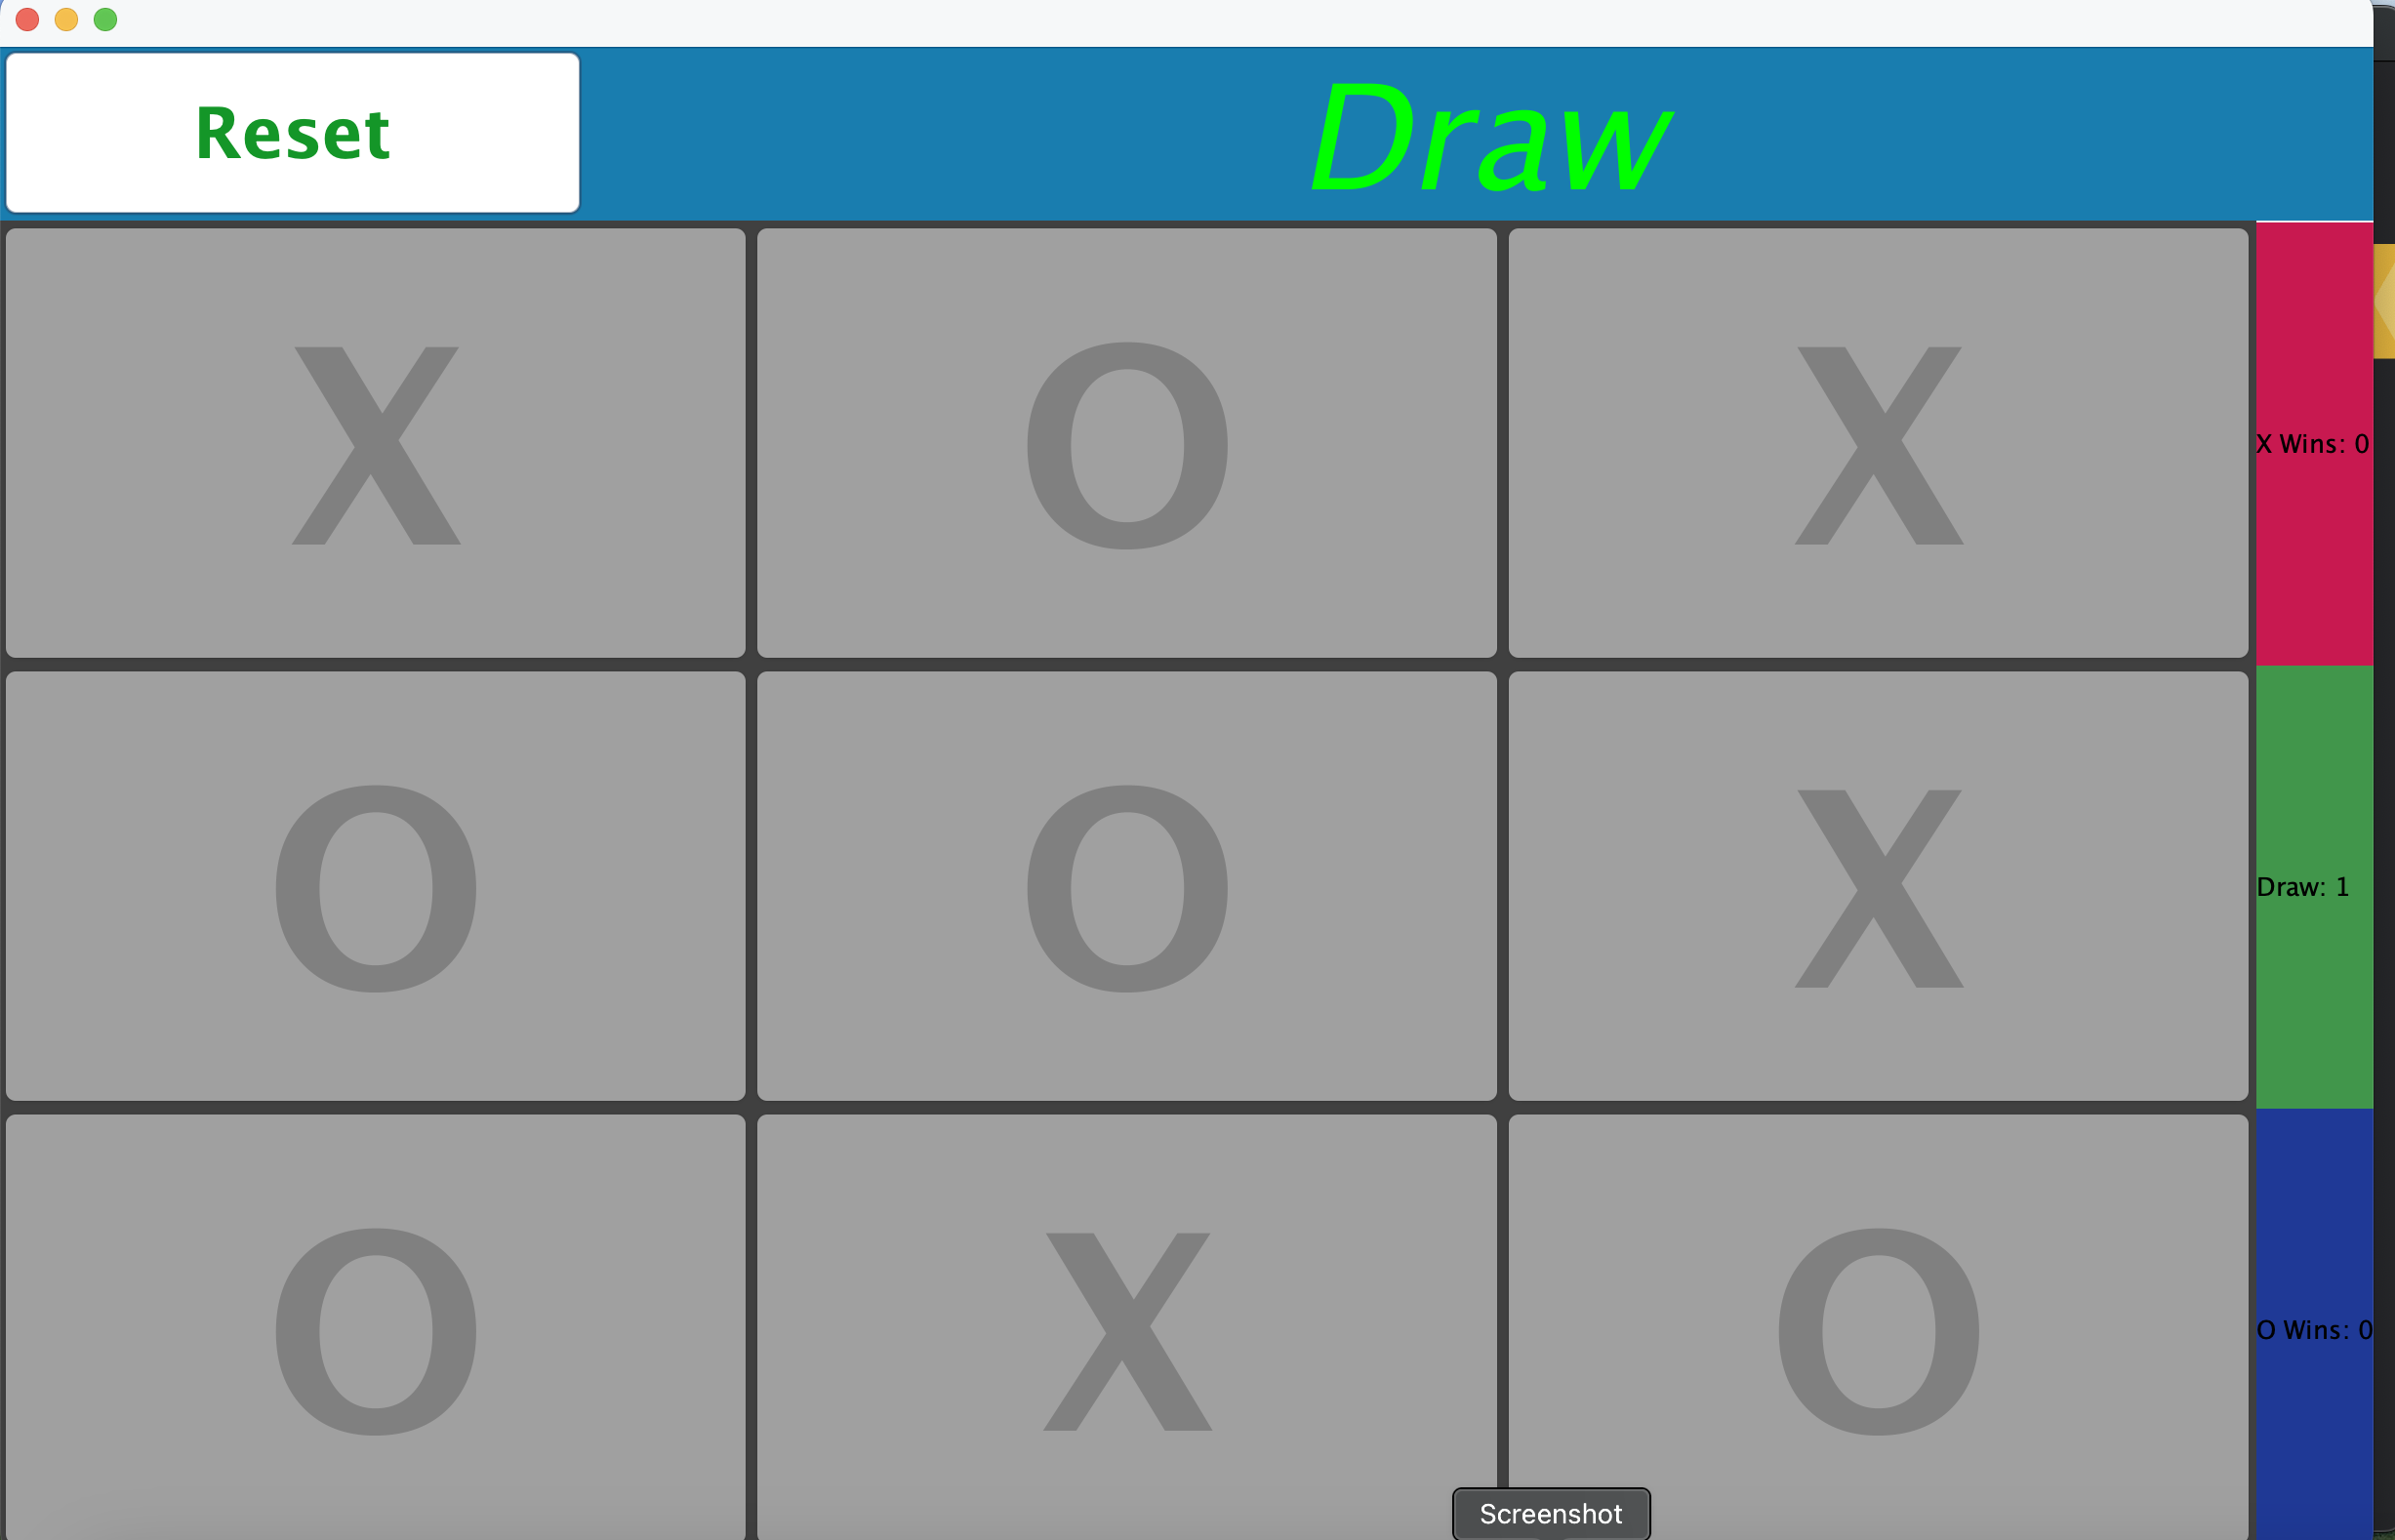 Reset
Draw
X O X
X Wins: 0
O O X
Draw: 1
O X O
O Wins: 0
Screenshot